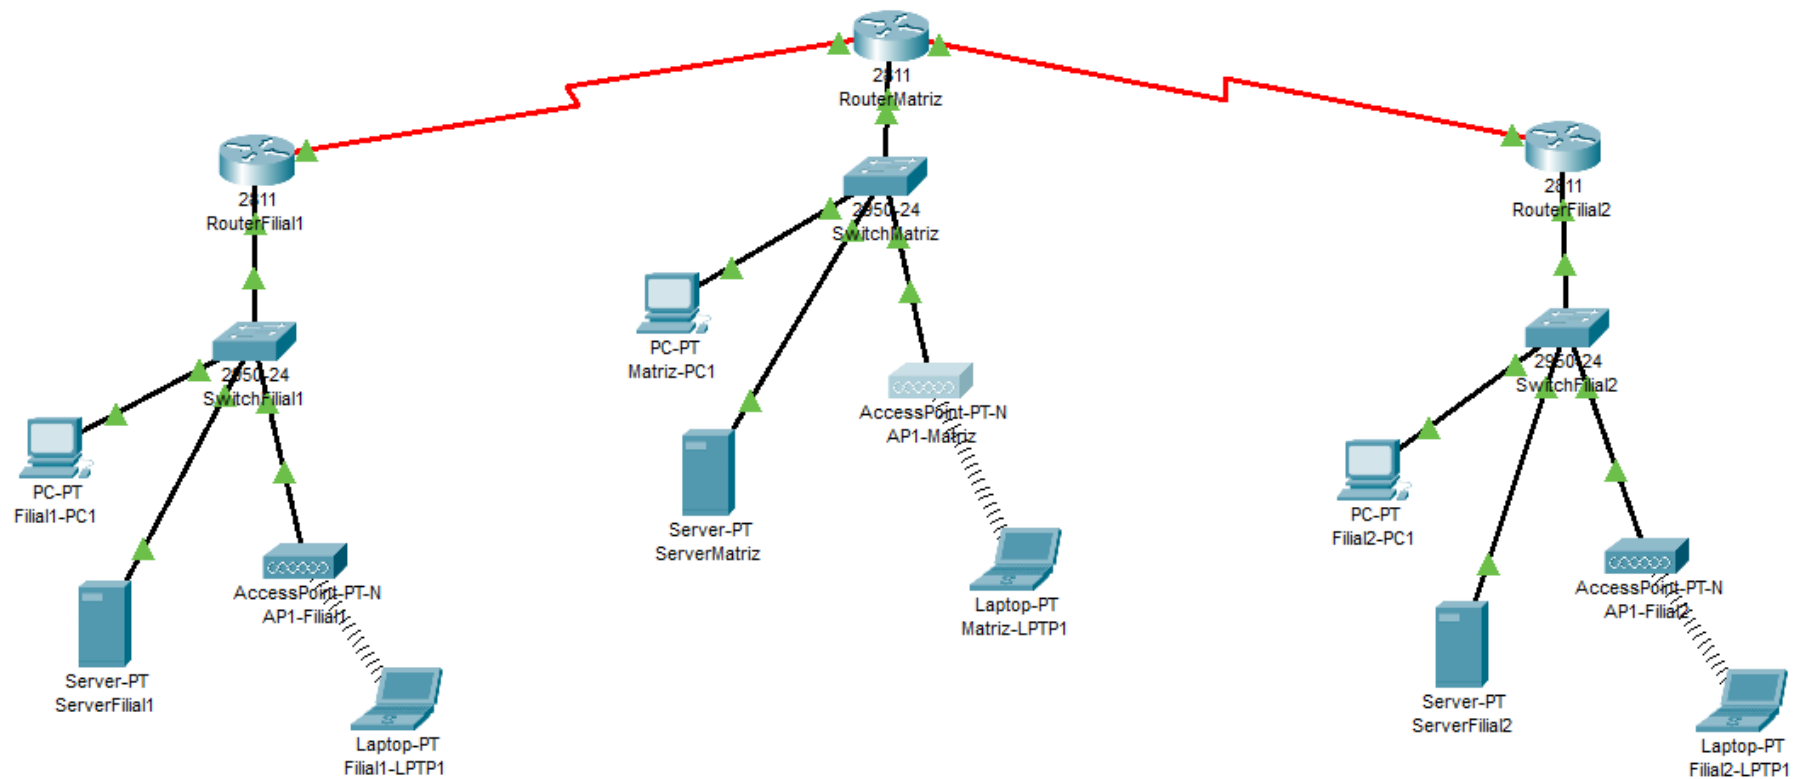 2811
RouterMatriz
2950-24
SwitchMatriz
PC-PT
Matriz-PC1
Server-PT
ServerMatriz
AccessPoint-PT-N
AP1-Matriz
Laptop-PT
Matriz-LPTP1
2811
RouterFilial1
2950-24
SwitchFilial1
PC-PT
Filial1-PC1
Server-PT
ServerFilial1
AccessPoint-PT-N
AP1-Filial1
Laptop-PT
Filial1-LPTP1
2811
RouterFilial2
2950-24
SwitchFilial2
PC-PT
Filial2-PC1
Server-PT
ServerFilial2
AccessPoint-PT-N
AP1-Filial2
Laptop-PT
Filial2-LPTP1